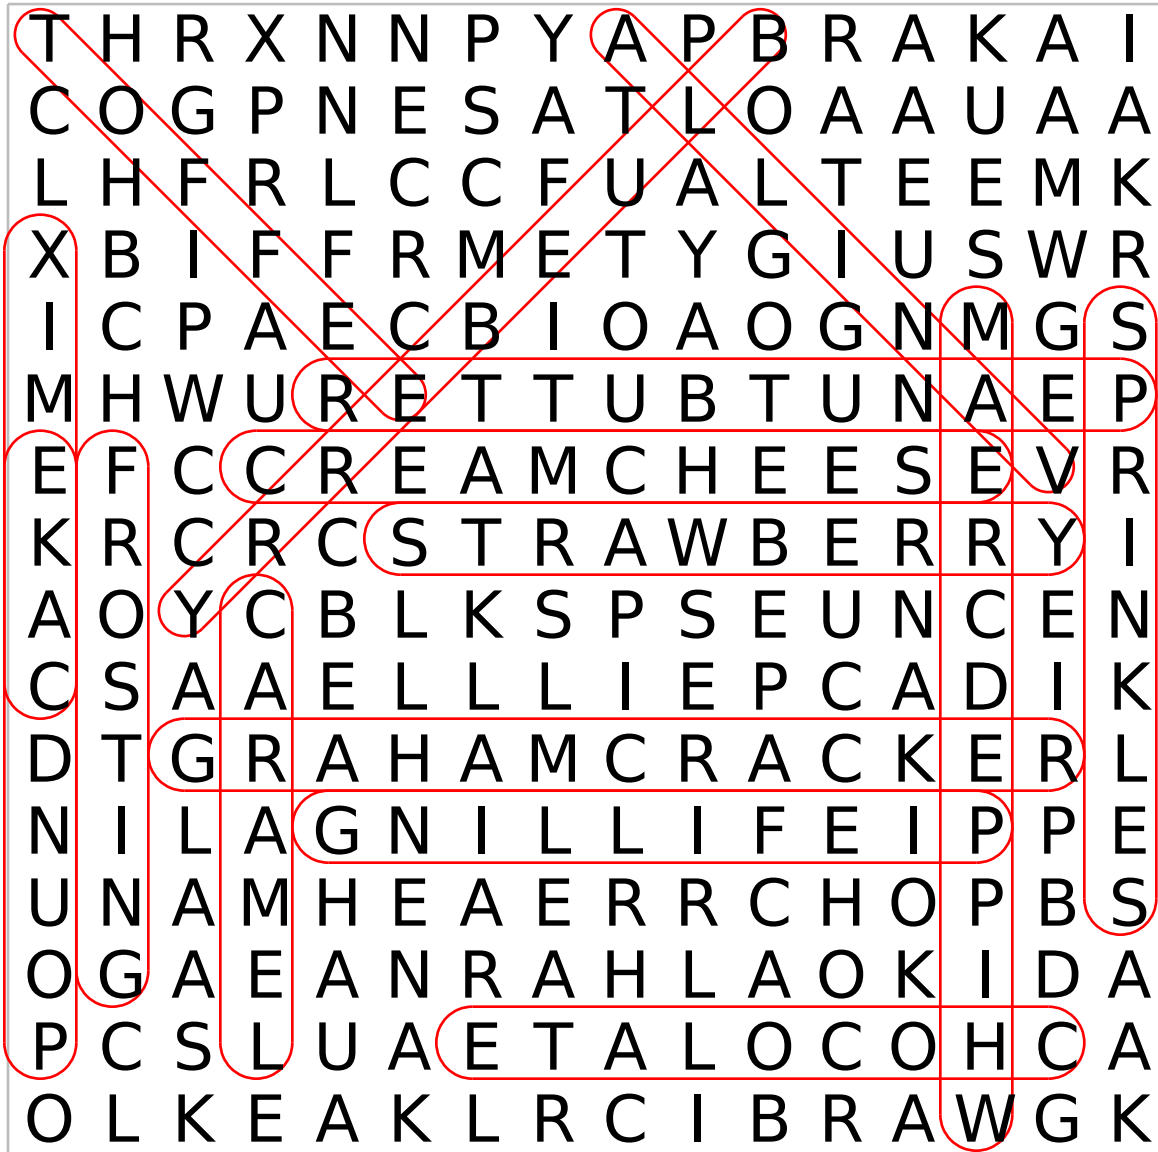 T H R X N N P Y A P B R A K A I
C O G P N E S A T L O A A U A A
L H F R L C C F U A L T E E M K
X B I F F R M E T Y G I U S W R
I C P A E C B I O A O G N M G S
M H W U R E T T U B T U N A E P
E F C C R E A M C H E E S E V R
K R C R C S T R A W B E R R Y I
A O Y C B L K S P S E U N C E N
C S A A E L L L I E P C A D I K
D T G R A H A M C R A C K E R L
N I L A G N I L L I F E I P P E
U N A M H E A E R R C H O P B S
O G A E A N R A H L A O K I D A
P C S L U A E T A L O C O H C A
O L K E A K L R C I B R A W G K